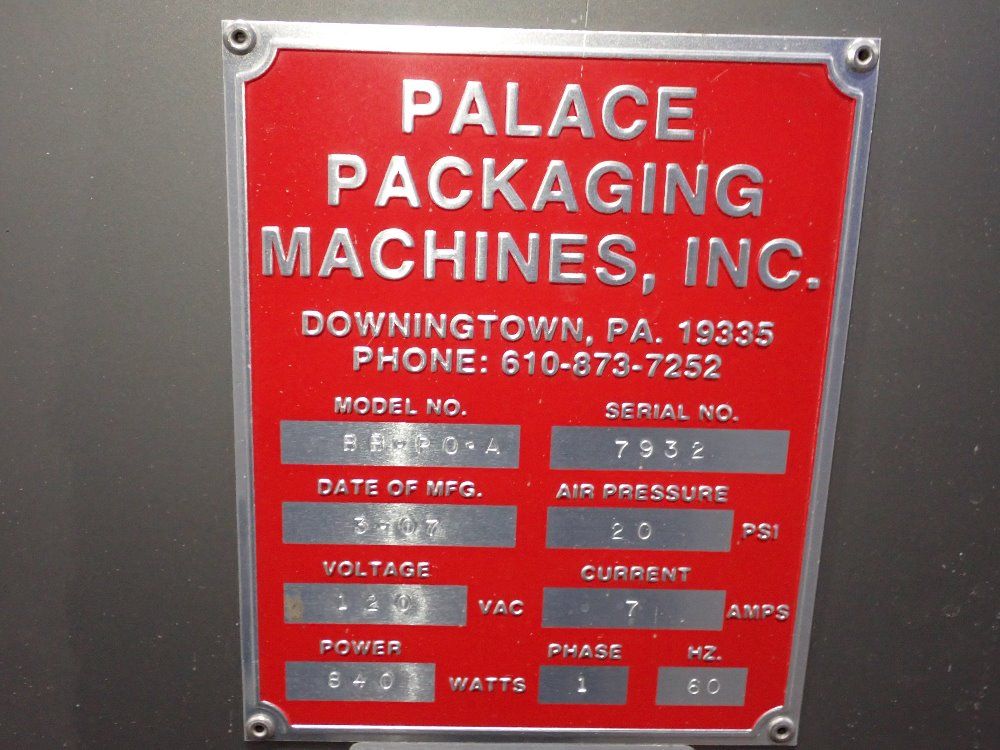 PALACE
PACKAGING
MACHINES, INC.
DOWNINGTOWN, PA. 19335
PHONE: 610-873-7252
MODEL NO. SERIAL NO.
BB-PO-A 7932
DATE OF MFG. AIR PRESSURE
3-07 20 PSI
VOLTAGE CURRENT
120 VAC 7 AMPS
POWER PHASE HZ.
840 WATTS 1 60